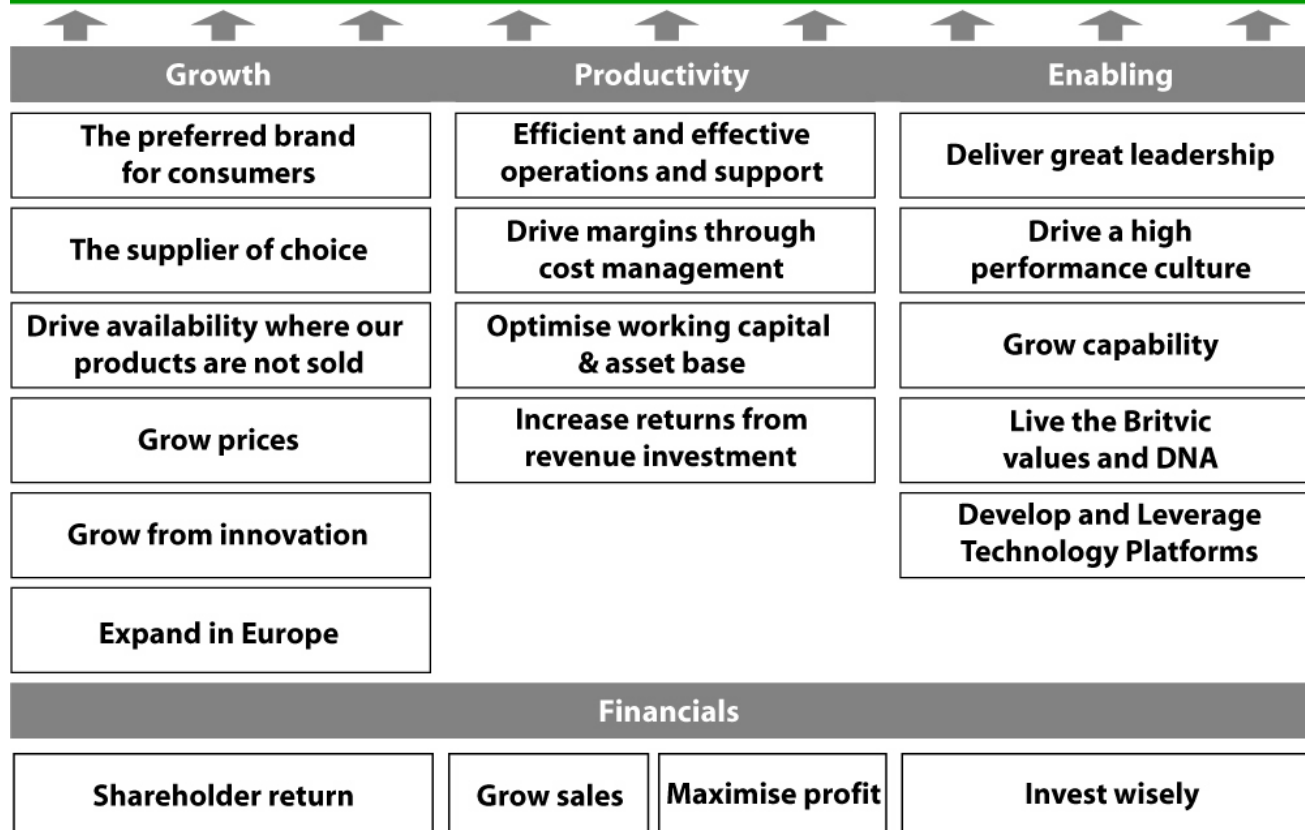 Growth
Productivity
Enabling
The preferred brand
for consumers
Efficient and effective
operations and support
Deliver great leadership
The supplier of choice
Drive margins through
cost management
Drive a high
performance culture
Drive availability where our
products are not sold
Optimise working capital
& asset base
Grow capability
Grow prices
Increase returns from
revenue investment
Live the Britvic
values and DNA
Grow from innovation
Develop and Leverage
Technology Platforms
Expand in Europe
Financials
Shareholder return
Grow sales
Maximise profit
Invest wisely